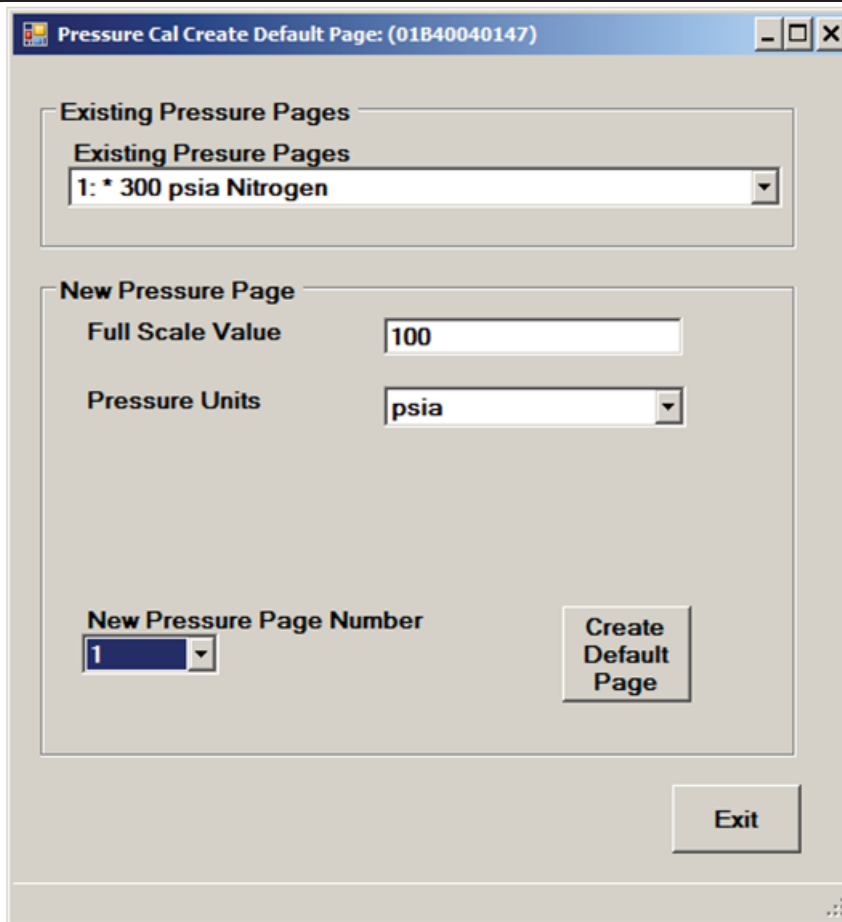 Pressure Cal Create Default Page: (01B40040147)
Existing Pressure Pages
Existing Presure Pages
1: * 300 psia Nitrogen
New Pressure Page
Full Scale Value
100
Pressure Units
psia
New Pressure Page Number
1
Create
Default
Page
Exit